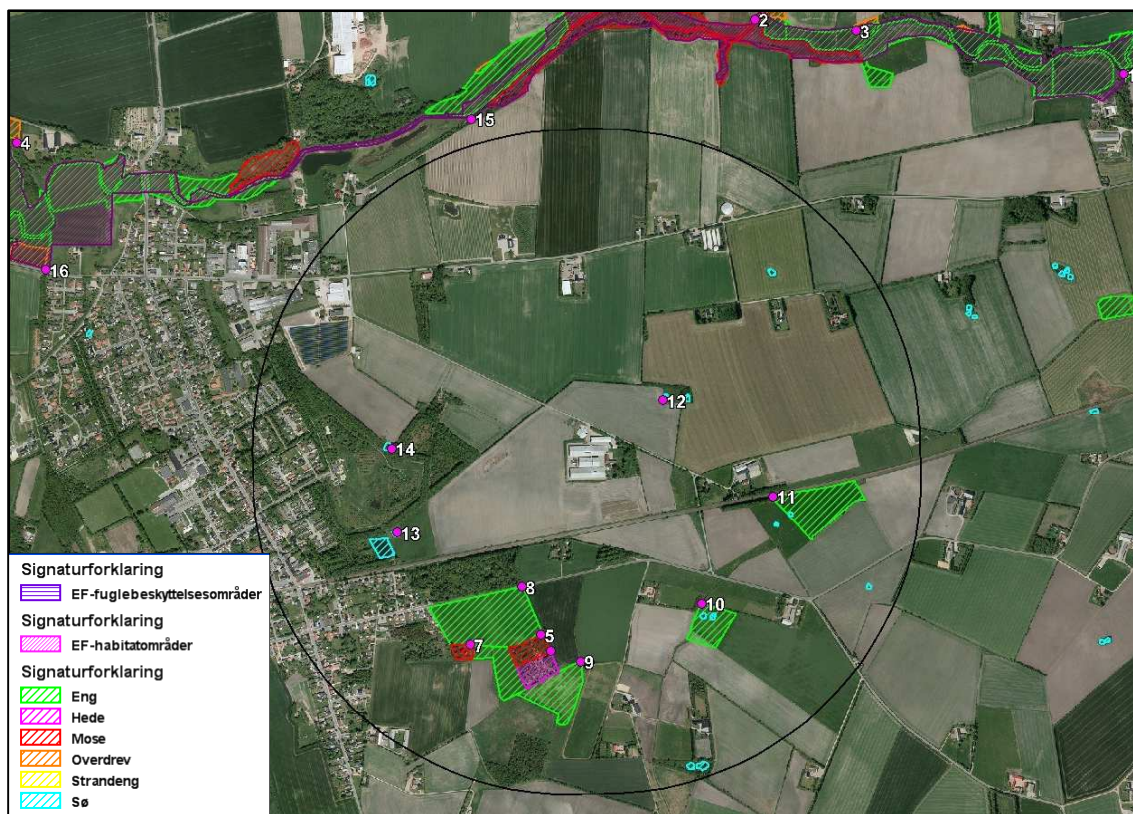 2
3
1
15
4
16
12
14
11
13
8
10
5
7
9
Signaturforklaring
EF-fuglebeskyttelsesområder
Signaturforklaring
EF-habitatområder
Signaturforklaring
Eng
Hede
Mose
Overdrev
Strandeng
Sø